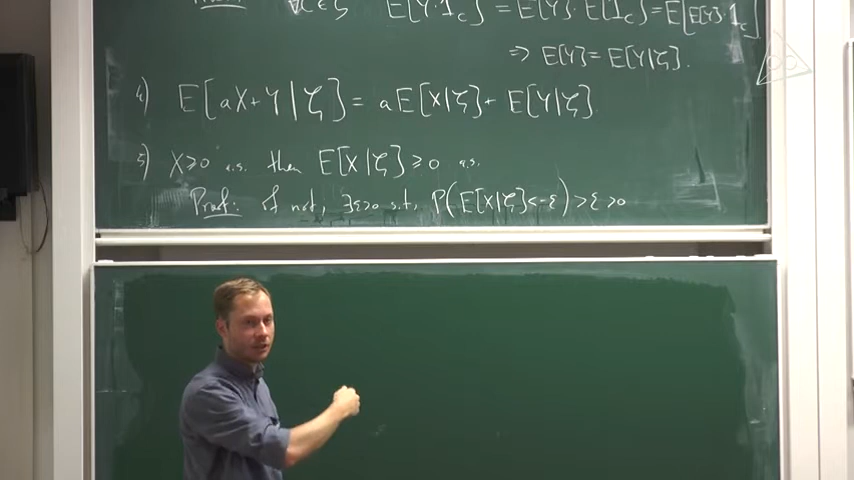 ∀C∈ζ E[Y·1_C] = E[Y]·E[1_C] = E[E[Y]·1_C]
⇒ E[Y] = E[Y|ζ].
4) E[aX+Y|ζ] = aE[X|ζ] + E[Y|ζ].
5) X≥0 a.s. then E[X|ζ] ≥ 0 a.s.
Proof: If not, ∃ε>0 s.t. P(E[X|ζ]<-ε) > ε > 0